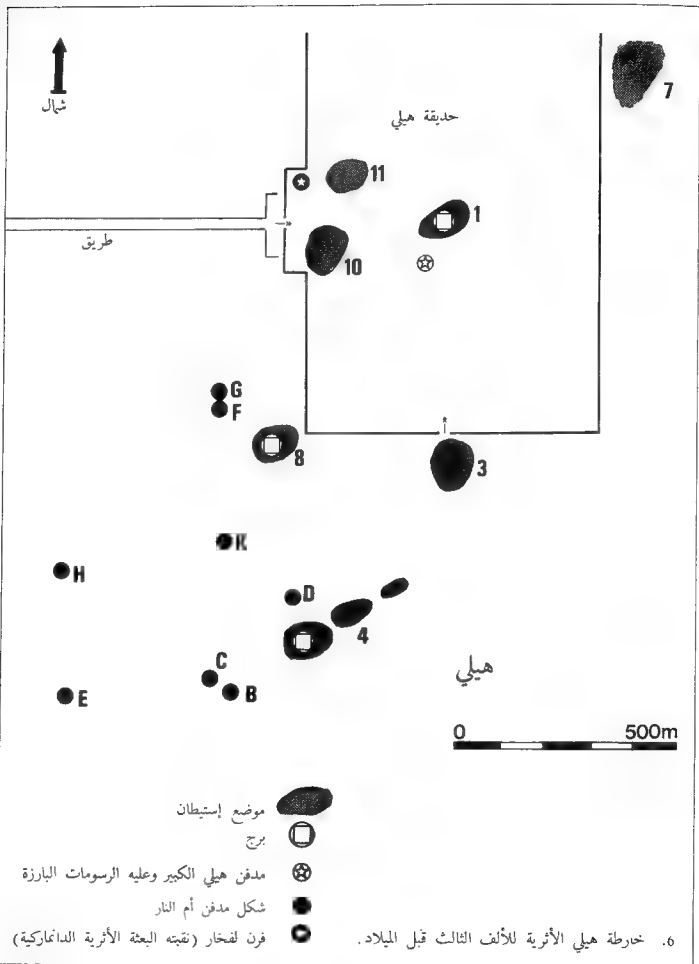 شمال
حديقة هيلي
7
11
1
طريق
10
G
F
8
3
K
H
D
4
C
B
E
هيلي
0 500m
موضع إستيطان
برج
مدفن هيلي الكبير وعليه الرسومات البارزة
شكل مدفن أم النار
فرن لفخار (نقبته البعثة الأثرية الدانماركية)
6. خارطة هيلي الأثرية للألف الثالث قبل الميلاد.